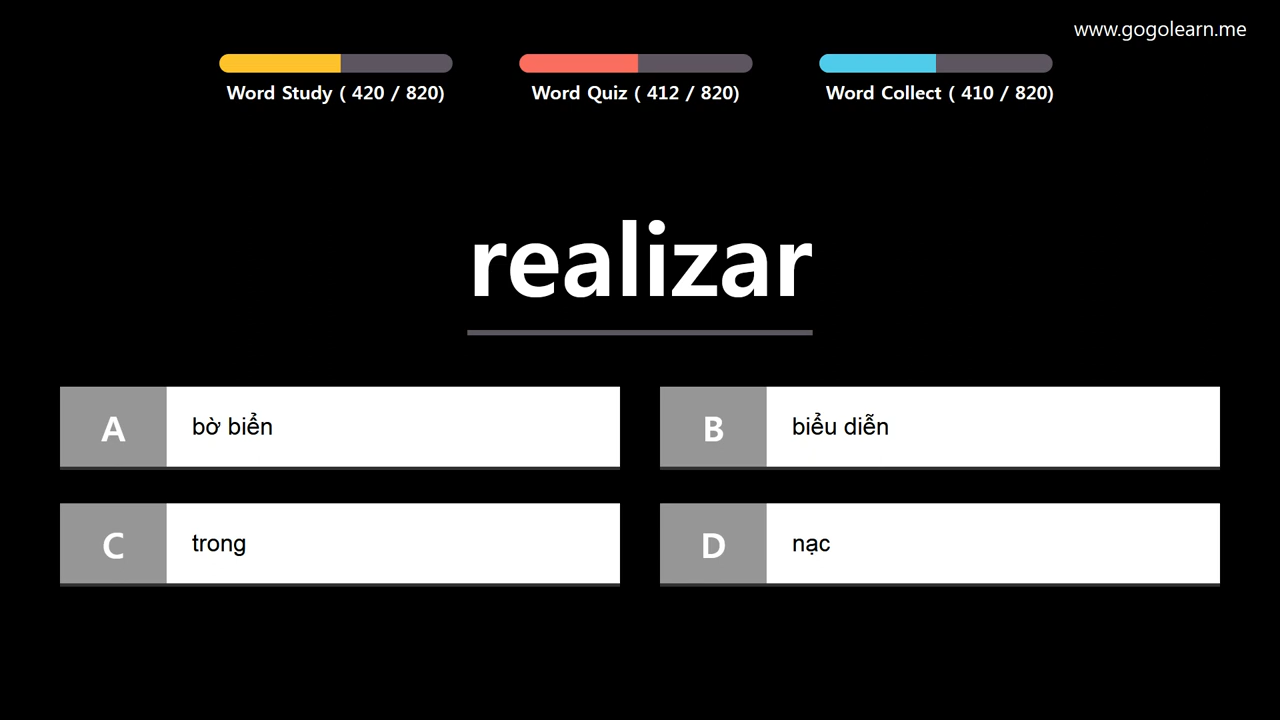 www.gogolearn.me
Word Study ( 420 / 820)
Word Quiz ( 412 / 820)
Word Collect ( 410 / 820)
realizar
A
bờ biển
B
biểu diễn
C
trong
D
nạc